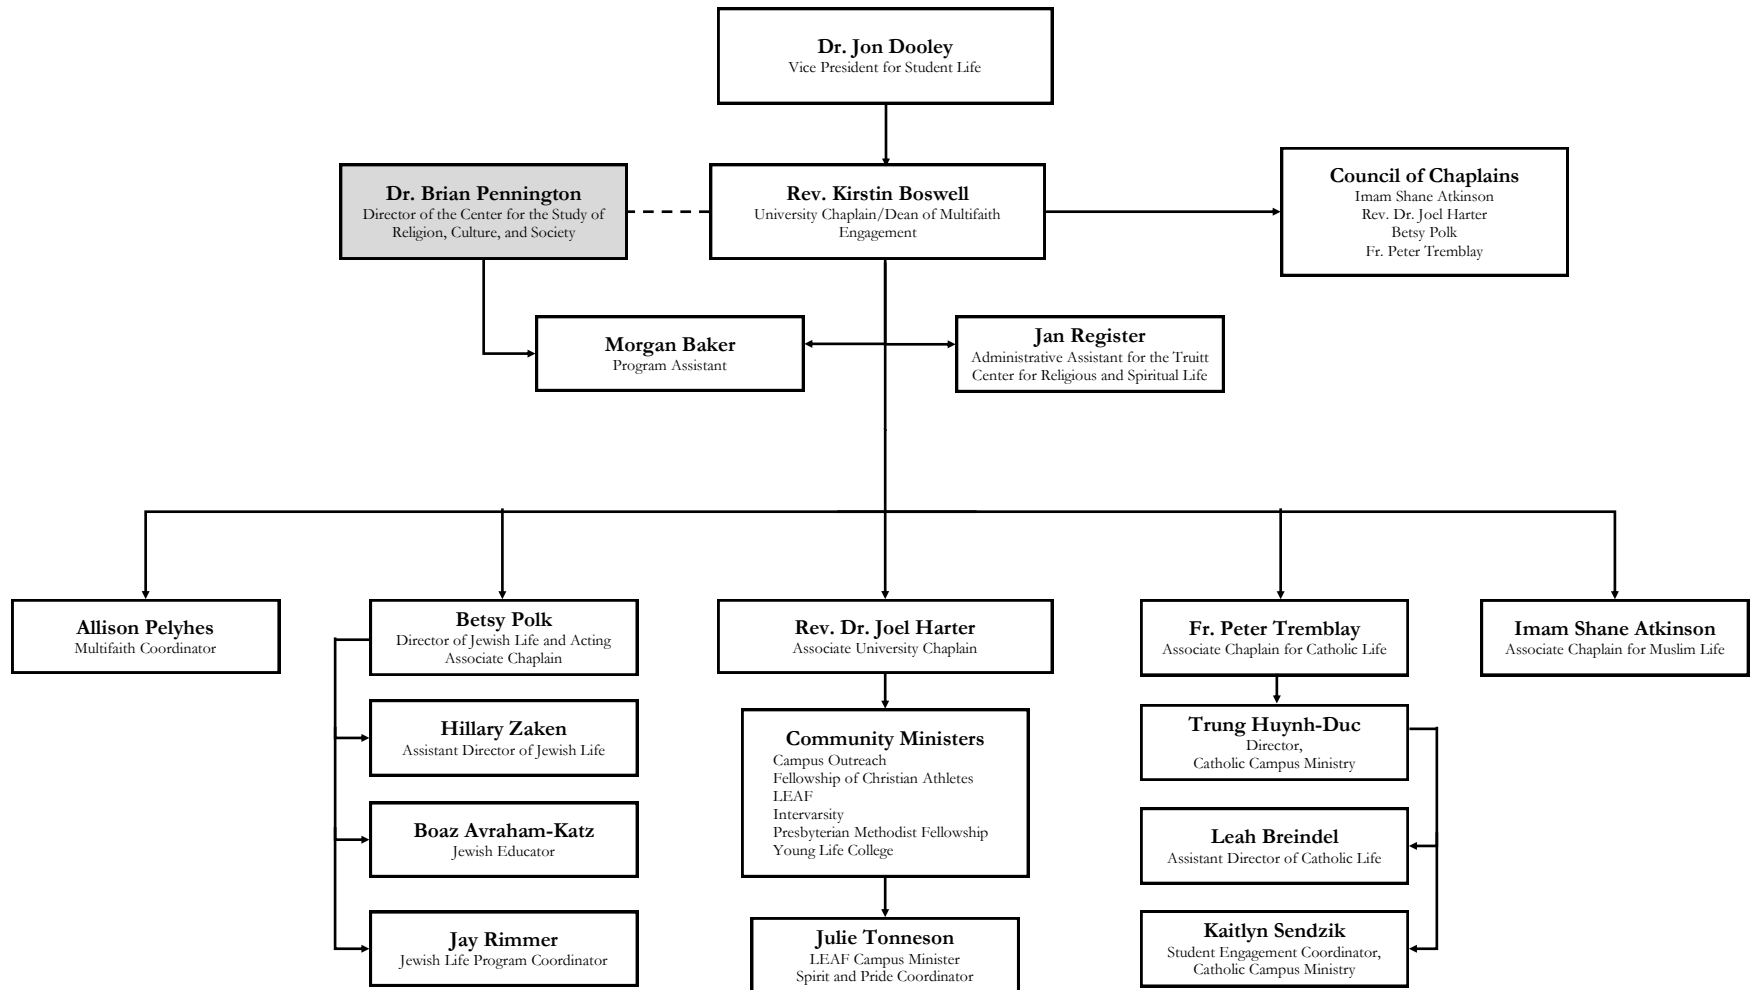 Dr. Jon Dooley
Vice President for Student Life
Dr. Brian Pennington
Director of the Center for the Study of
Religion, Culture, and Society
Rev. Kirstin Boswell
University Chaplain/Dean of Multifaith
Engagement
Council of Chaplains
Imam Shane Atkinson
Rev. Dr. Joel Harter
Betsy Polk
Fr. Peter Tremblay
Morgan Baker
Program Assistant
Jan Register
Administrative Assistant for the Truitt
Center for Religious and Spiritual Life
Allison Pelyhes
Multifaith Coordinator
Betsy Polk
Director of Jewish Life and Acting
Associate Chaplain
Hillary Zaken
Assistant Director of Jewish Life
Boaz Avraham-Katz
Jewish Educator
Jay Rimmer
Jewish Life Program Coordinator
Rev. Dr. Joel Harter
Associate University Chaplain
Community Ministers
Campus Outreach
Fellowship of Christian Athletes
LEAF
Intervarsity
Presbyterian Methodist Fellowship
Young Life College
Julie Tonneson
LEAF Campus Minister
Spirit and Pride Coordinator
Fr. Peter Tremblay
Associate Chaplain for Catholic Life
Trung Huynh-Duc
Director,
Catholic Campus Ministry
Leah Breindel
Assistant Director of Catholic Life
Kaitlyn Sendzik
Student Engagement Coordinator,
Catholic Campus Ministry
Imam Shane Atkinson
Associate Chaplain for Muslim Life